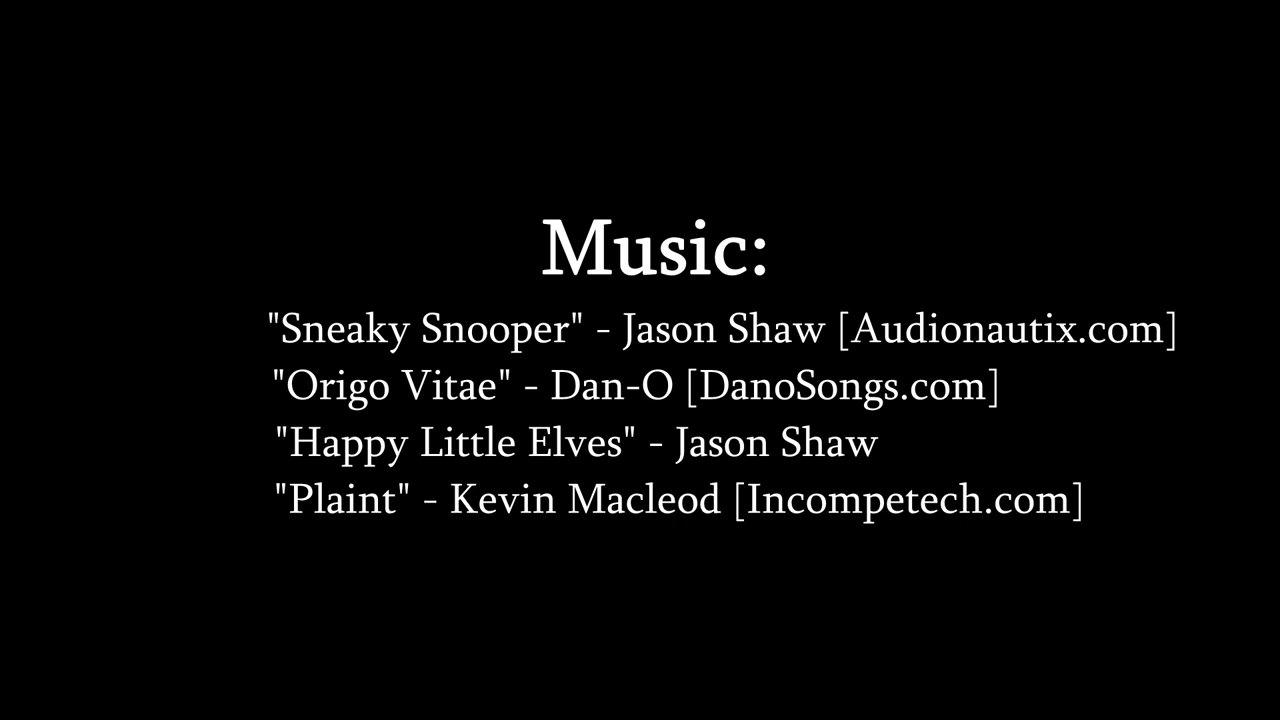 Music:
"Sneaky Snooper" - Jason Shaw [Audionautix.com]
"Origo Vitae" - Dan-O [DanoSongs.com]
"Happy Little Elves" - Jason Shaw
"Plaint" - Kevin Macleod [Incompetech.com]